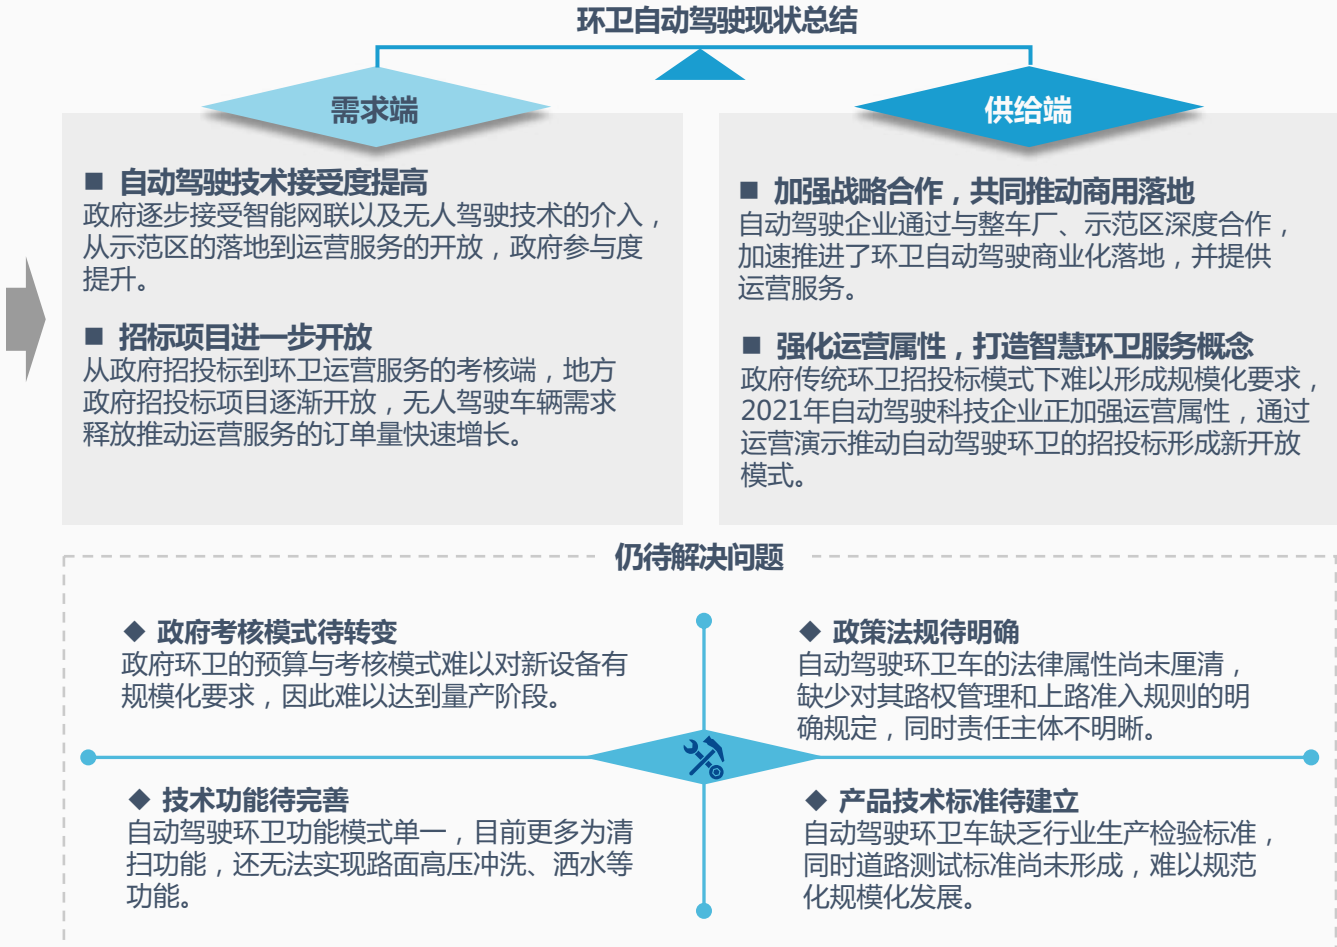 环卫自动驾驶现状总结
需求端
■ 自动驾驶技术接受度提高
政府逐步接受智能网联以及无人驾驶技术的介入，
从示范区的落地到运营服务的开放，政府参与度
提升。
■ 招标项目进一步开放
从政府招投标到环卫运营服务的考核端，地方
政府招投标项目逐渐开放，无人驾驶车辆需求
释放推动运营服务的订单量快速增长。
供给端
■ 加强战略合作，共同推动商用落地
自动驾驶企业通过与整车厂、示范区深度合作，
加速推进了环卫自动驾驶商业化落地，并提供
运营服务。
■ 强化运营属性，打造智慧环卫服务概念
政府传统环卫招投标模式下难以形成规模化要求，
2021年自动驾驶科技企业正加强运营属性，通过
运营演示推动自动驾驶环卫的招投标形成新开放
模式。
仍待解决问题
◆ 政府考核模式待转变
政府环卫的预算与考核模式难以对新设备有
规模化要求，因此难以达到量产阶段。
◆ 政策法规待明确
自动驾驶环卫车的法律属性尚未厘清，
缺少对其路权管理和上路准入规则的明
确规定，同时责任主体不明晰。
◆ 技术功能待完善
自动驾驶环卫功能模式单一，目前更多为清
扫功能，还无法实现路面高压冲洗、洒水等
功能。
◆ 产品技术标准待建立
自动驾驶环卫车缺乏行业生产检验标准，
同时道路测试标准尚未形成，难以规范
化规模化发展。